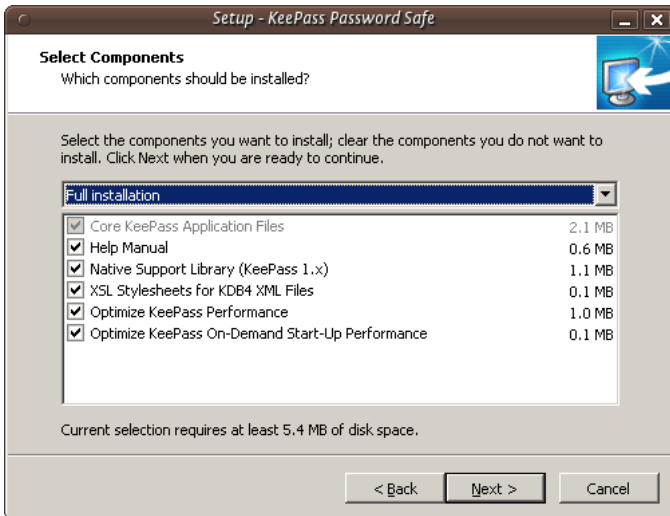 Setup - KeePass Password Safe
Select Components
Which components should be installed?
Select the components you want to install; clear the components you do not want to
install. Click Next when you are ready to continue.
Full installation
Core KeePass Application Files 2.1 MB
Help Manual 0.6 MB
Native Support Library (KeePass 1.x) 1.1 MB
XSL Stylesheets for KDB4 XML Files 0.1 MB
Optimize KeePass Performance 1.0 MB
Optimize KeePass On-Demand Start-Up Performance 0.1 MB
Current selection requires at least 5.4 MB of disk space.
< Back Next > Cancel